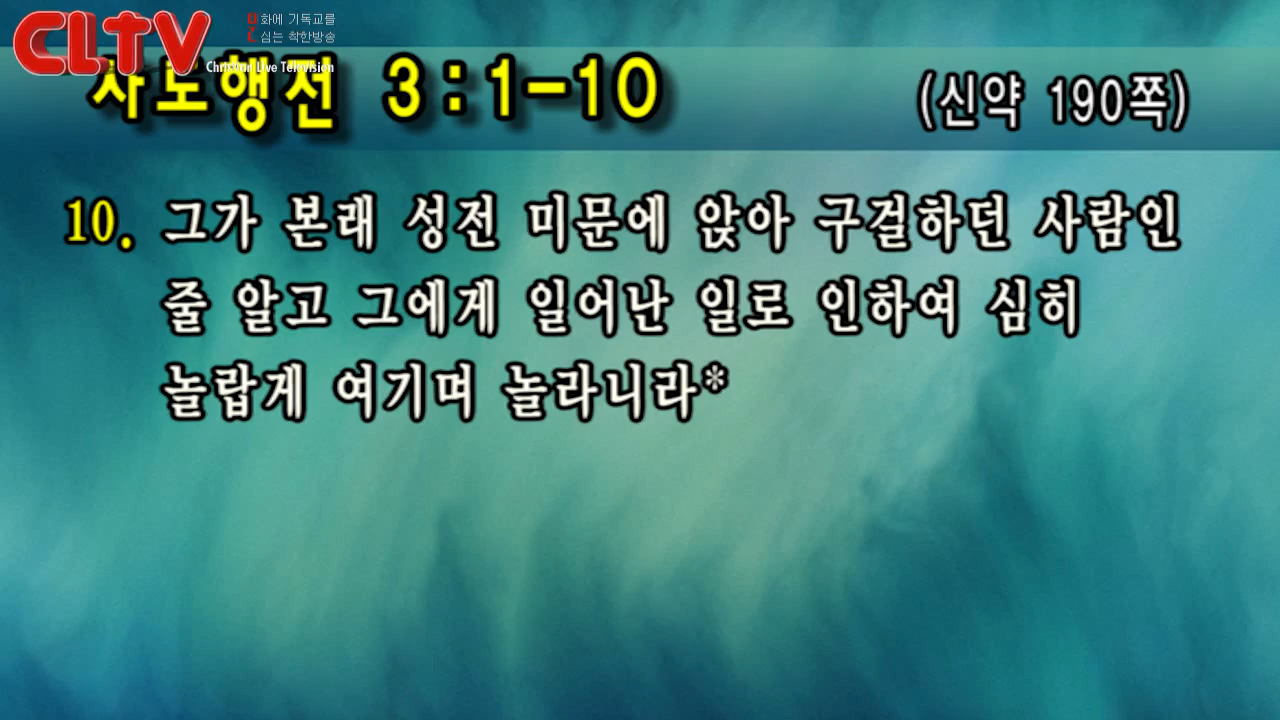 CLTV
화에 기독교를
심는 착한방송
Christian Live Television
사도행전 3:1-10
(신약 190쪽)
10. 그가 본래 성전 미문에 앉아 구걸하던 사람인
줄 알고 그에게 일어난 일로 인하여 심히
놀랍게 여기며 놀라니라*